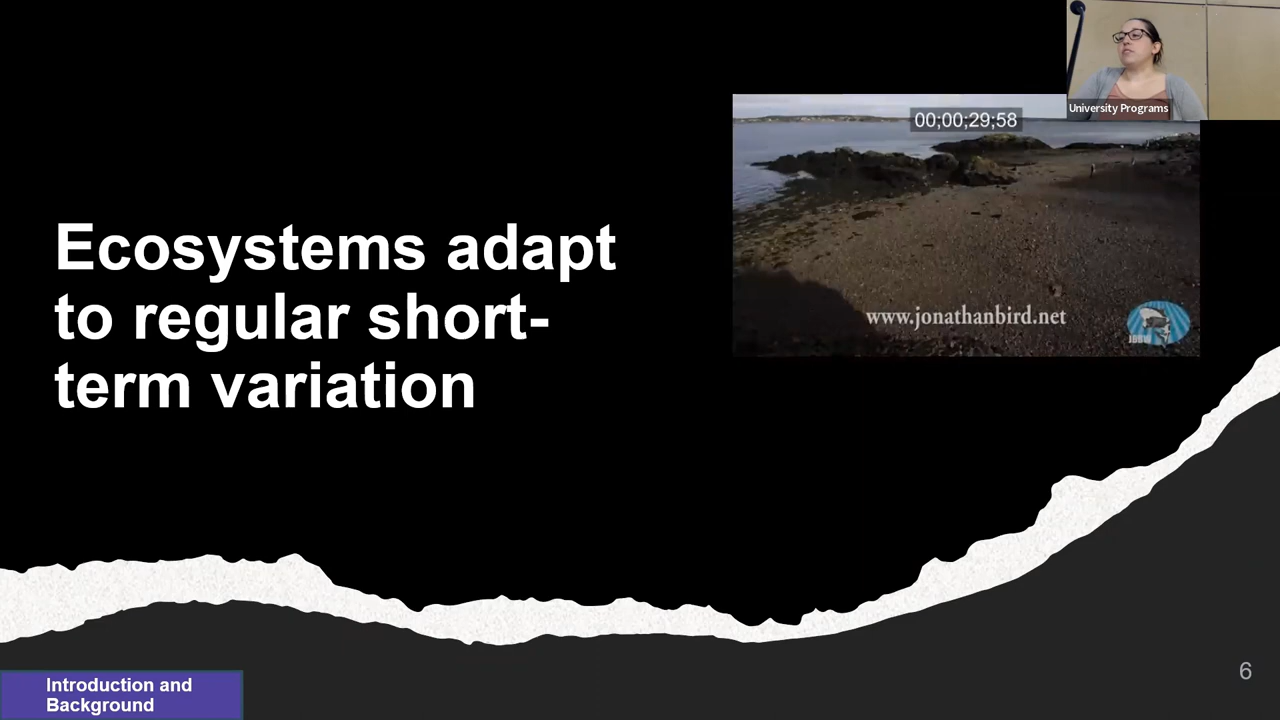 University Programs
00;00;29;58
Ecosystems adapt
to regular short-
term variation
www.jonathanbird.net
JBBW
6
Introduction and
Background